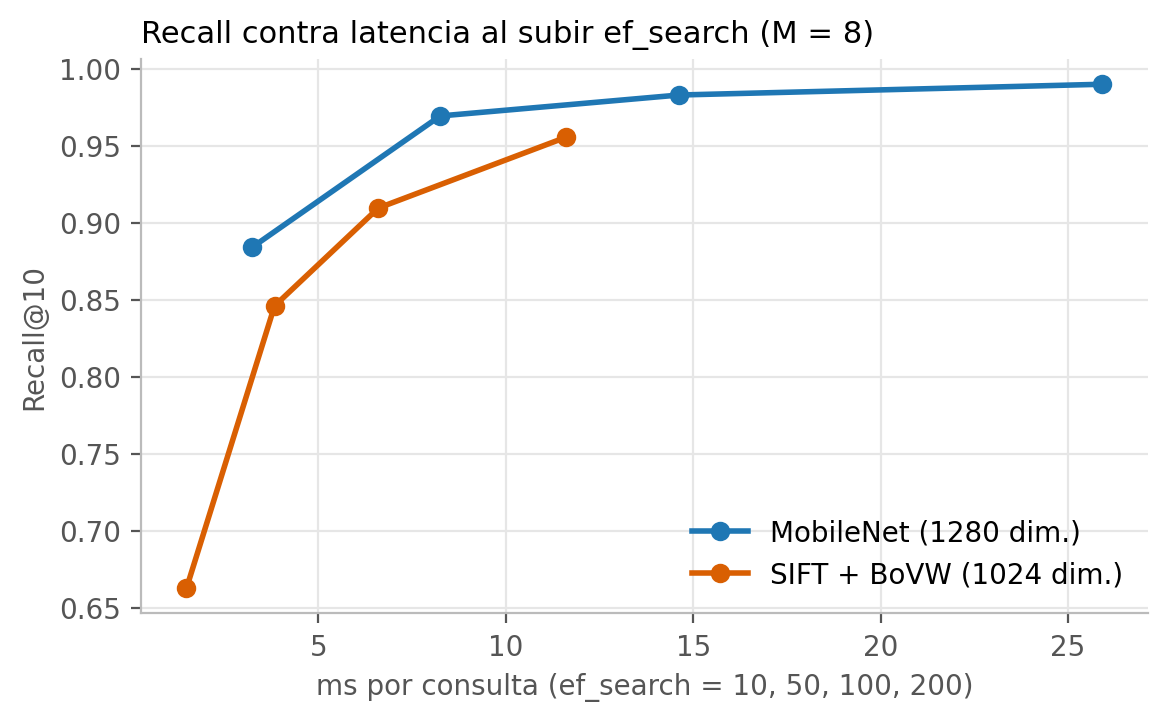 Recall contra latencia al subir ef_search (M = 8)
1.00
0.95
0.90
0.85
0.80
0.75
0.70
0.65
Recall@10
MobileNet (1280 dim.)
SIFT + BoVW (1024 dim.)
5 10 15 20 25
ms por consulta (ef_search = 10, 50, 100, 200)